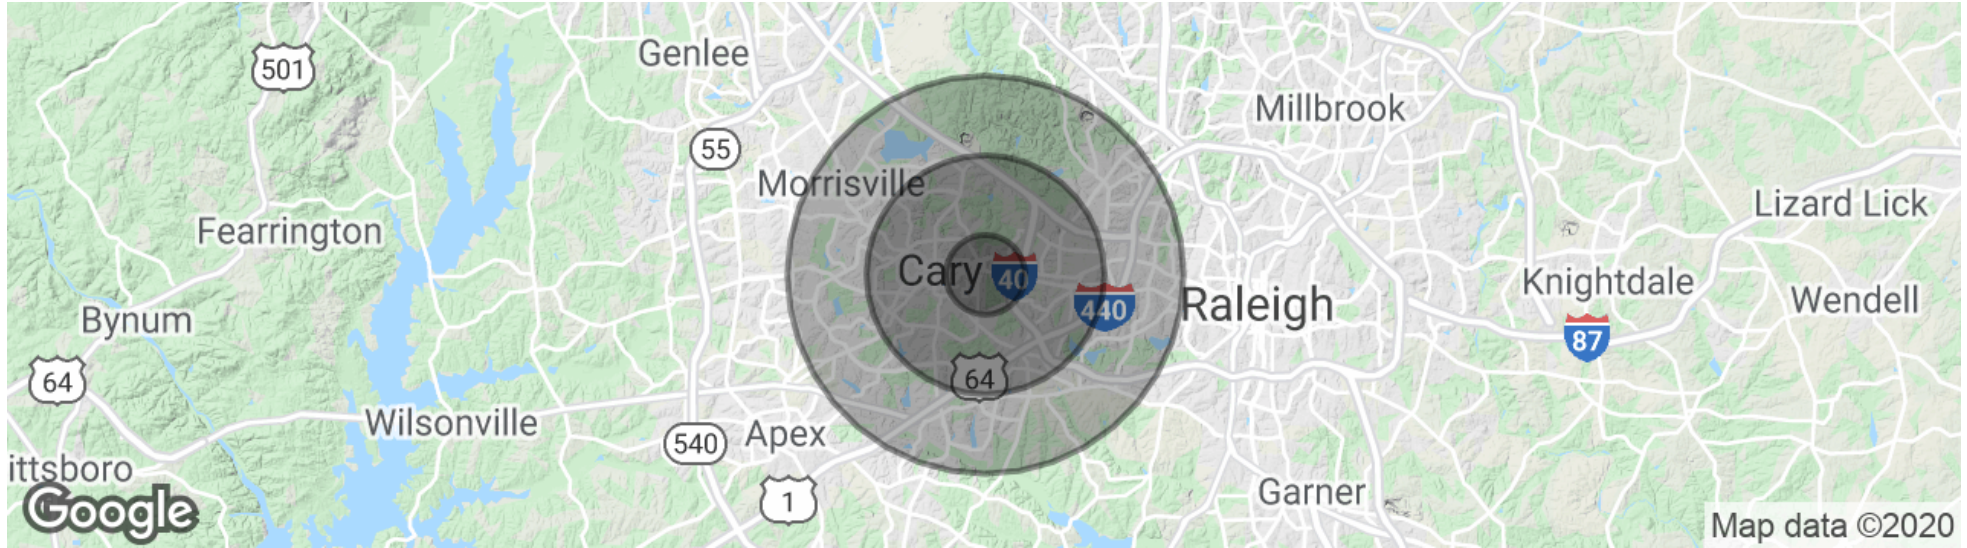 Genlee
501
Millbrook
55
Morrisville
Lizard Lick
Fearrington
Cary
40
Knightdale
Raleigh
440
Wendell
Bynum
87
64
64
Wilsonville
Apex
540
ittsboro
1
Garner
Google
Map data ©2020